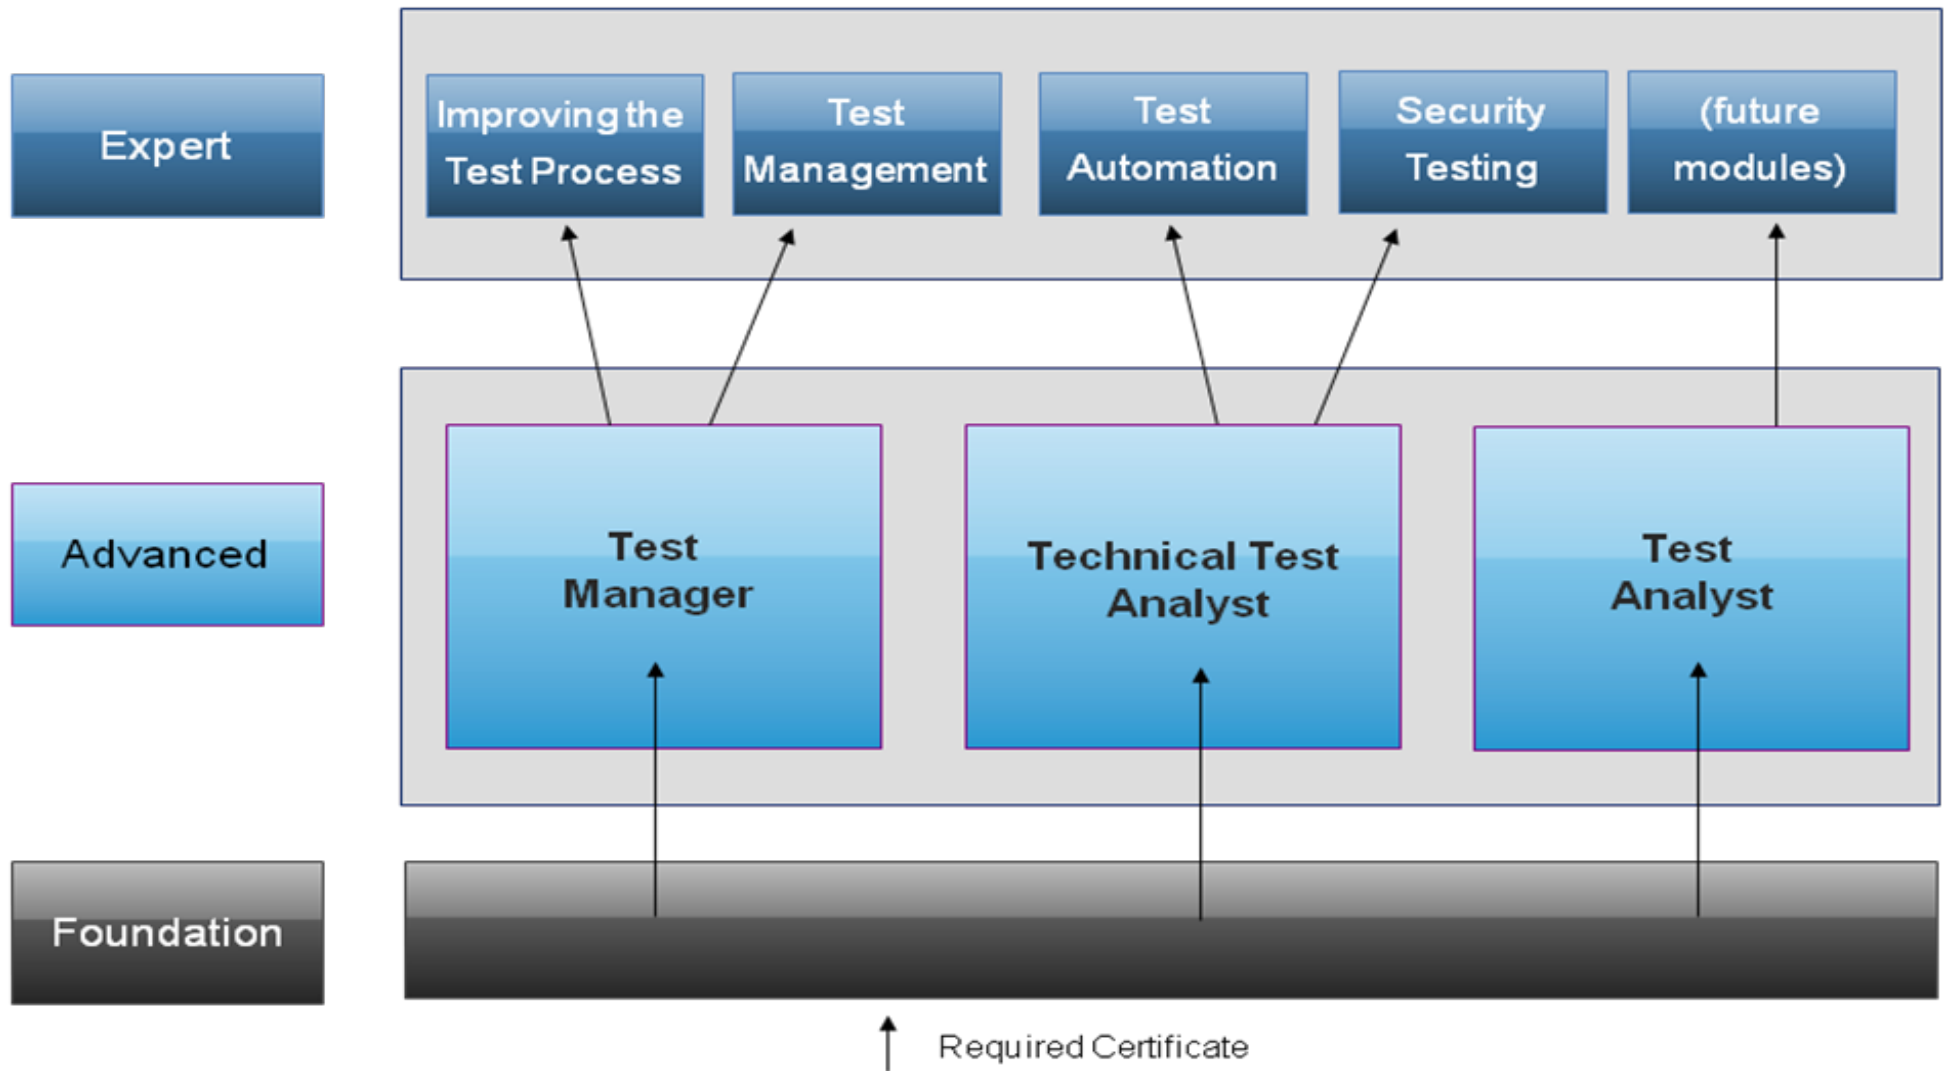 Expert
Improving the
Test Process
Test
Management
Test
Automation
Security
Testing
(future
modules)
Advanced
Test
Manager
Technical Test
Analyst
Test
Analyst
Foundation
Required Certificate